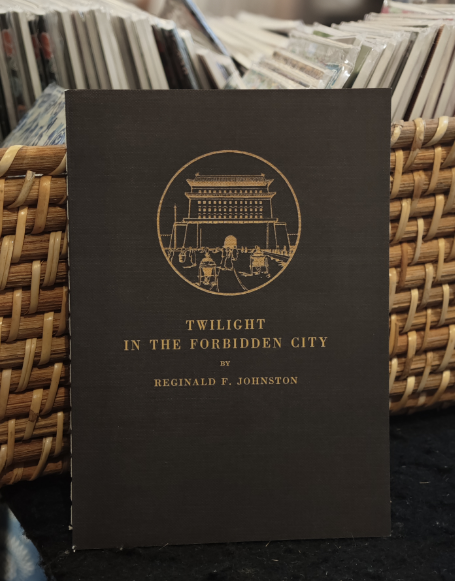 TWILIGHT
IN THE FORBIDDEN CITY
BY
REGINALD F. JOHNSTON